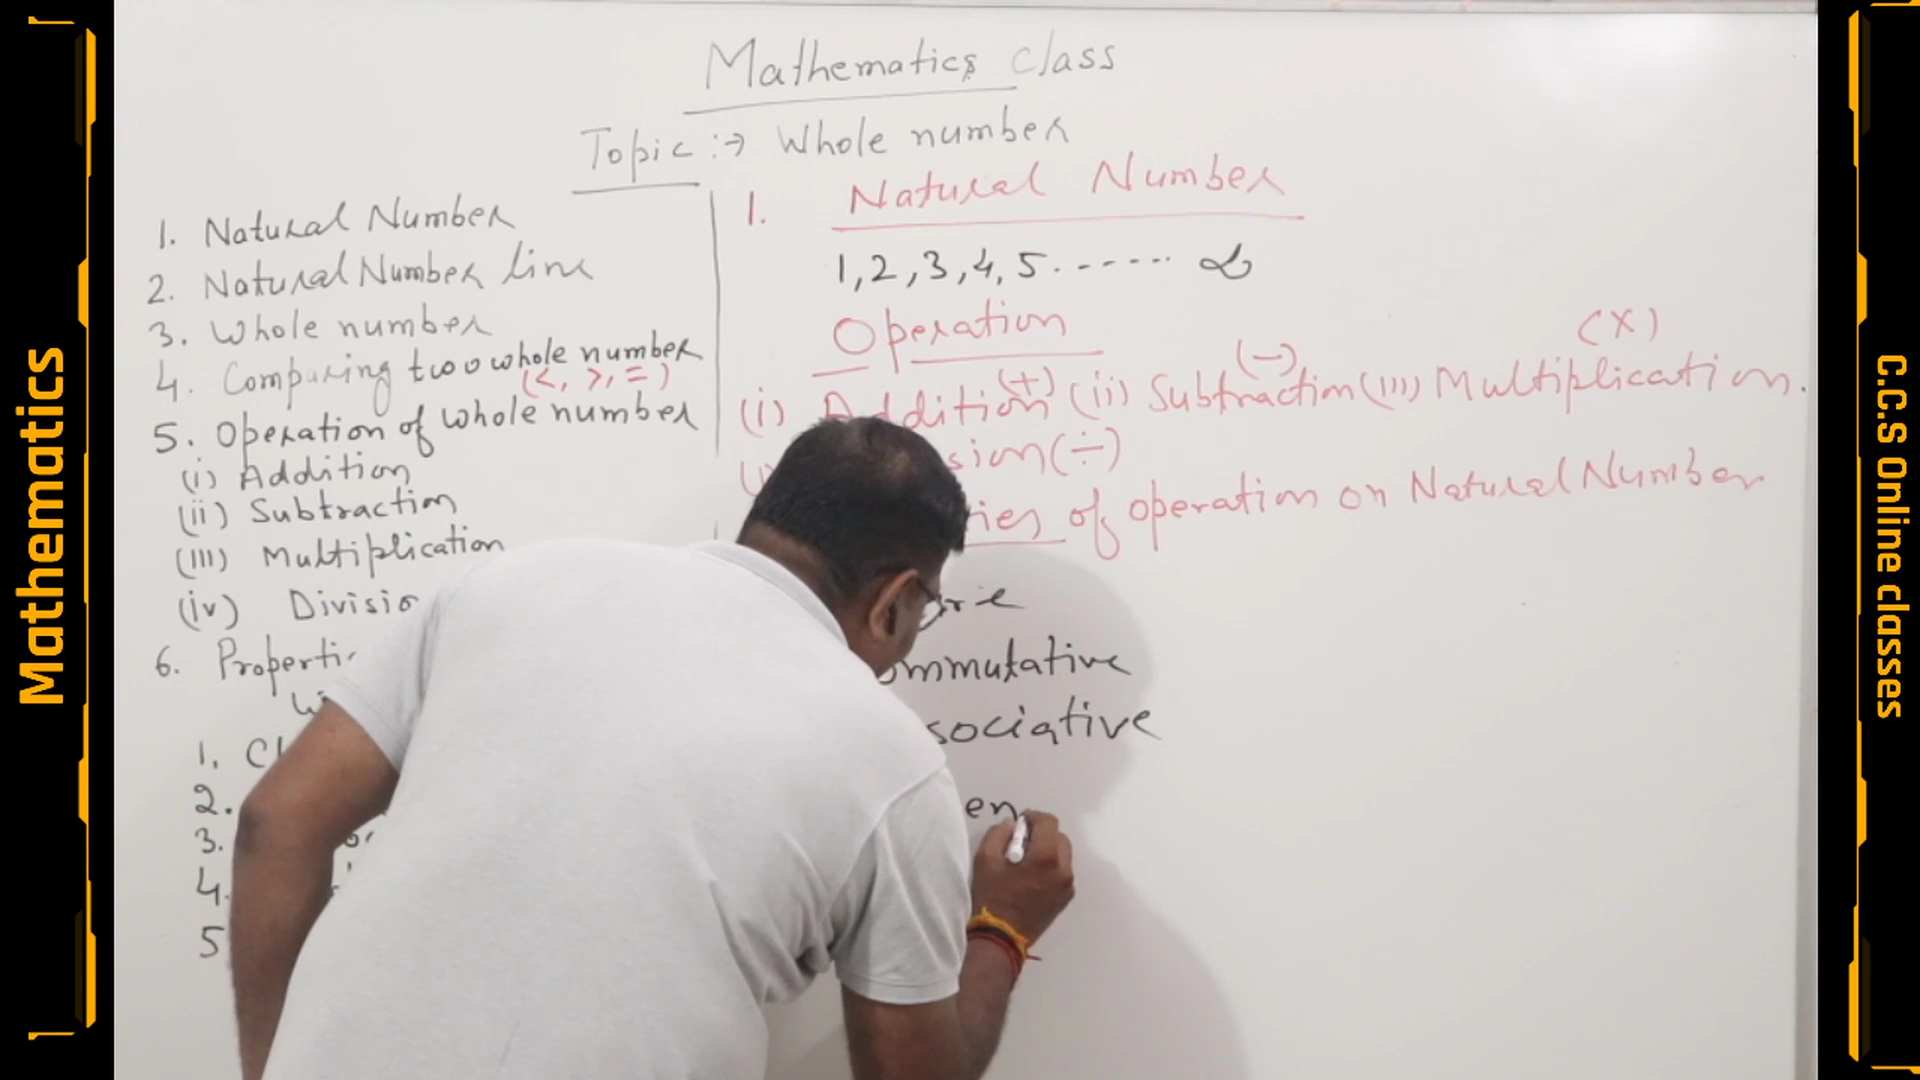 Mathematics
Mathematics class
Topic :→ Whole number
1. Natural Number
2. Natural Number line
3. Whole number
4. Comparing two whole number
(<, >, =)
5. Operation of whole number
(i) Addition
(ii) Subtraction
(iii) Multiplication
(iv) Divisio
6. Properti
1. Cl
2.
3.
4.
5
1. Natural Number
1, 2, 3, 4, 5 ....... ∞
Operation
(i) Addition (+) (ii) Subtraction (-) (iii) Multiplication. (X)
sion (÷)
ies of operation on Natural Number
ommutative
sociative
en
C.C.S Online classes